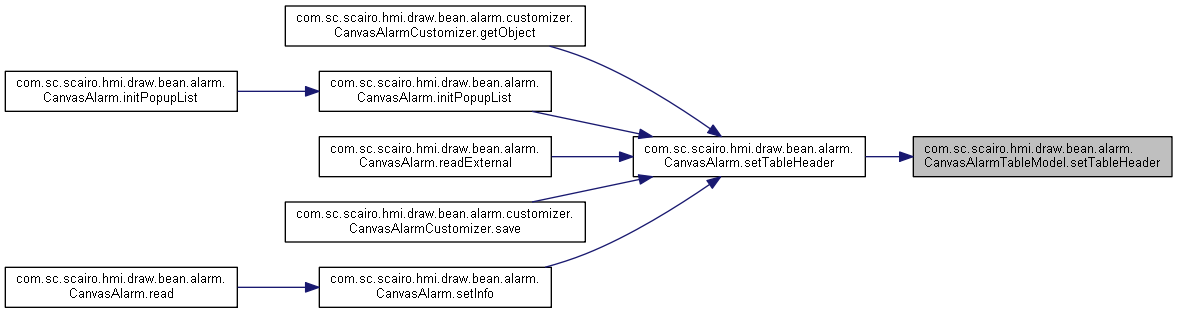 com.sc.scairo.hmi.draw.bean.alarm.customizer.
CanvasAlarmCustomizer.getObject
com.sc.scairo.hmi.draw.bean.alarm.
CanvasAlarm.initPopupList
com.sc.scairo.hmi.draw.bean.alarm.
CanvasAlarm.initPopupList
com.sc.scairo.hmi.draw.bean.alarm.
CanvasAlarm.readExternal
com.sc.scairo.hmi.draw.bean.alarm.
CanvasAlarm.setTableHeader
com.sc.scairo.hmi.draw.bean.alarm.
CanvasAlarmTableModel.setTableHeader
com.sc.scairo.hmi.draw.bean.alarm.customizer.
CanvasAlarmCustomizer.save
com.sc.scairo.hmi.draw.bean.alarm.
CanvasAlarm.read
com.sc.scairo.hmi.draw.bean.alarm.
CanvasAlarm.setInfo